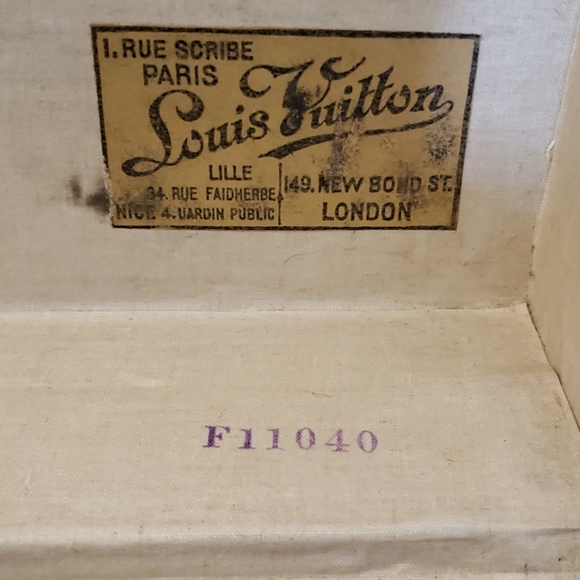 1. RUE SCRIBE
PARIS
Louis Vuitton
LILLE
34. RUE FAIDHERBE
NICE 4. JARDIN PUBLIC
149. NEW BOND ST.
LONDON
F11040